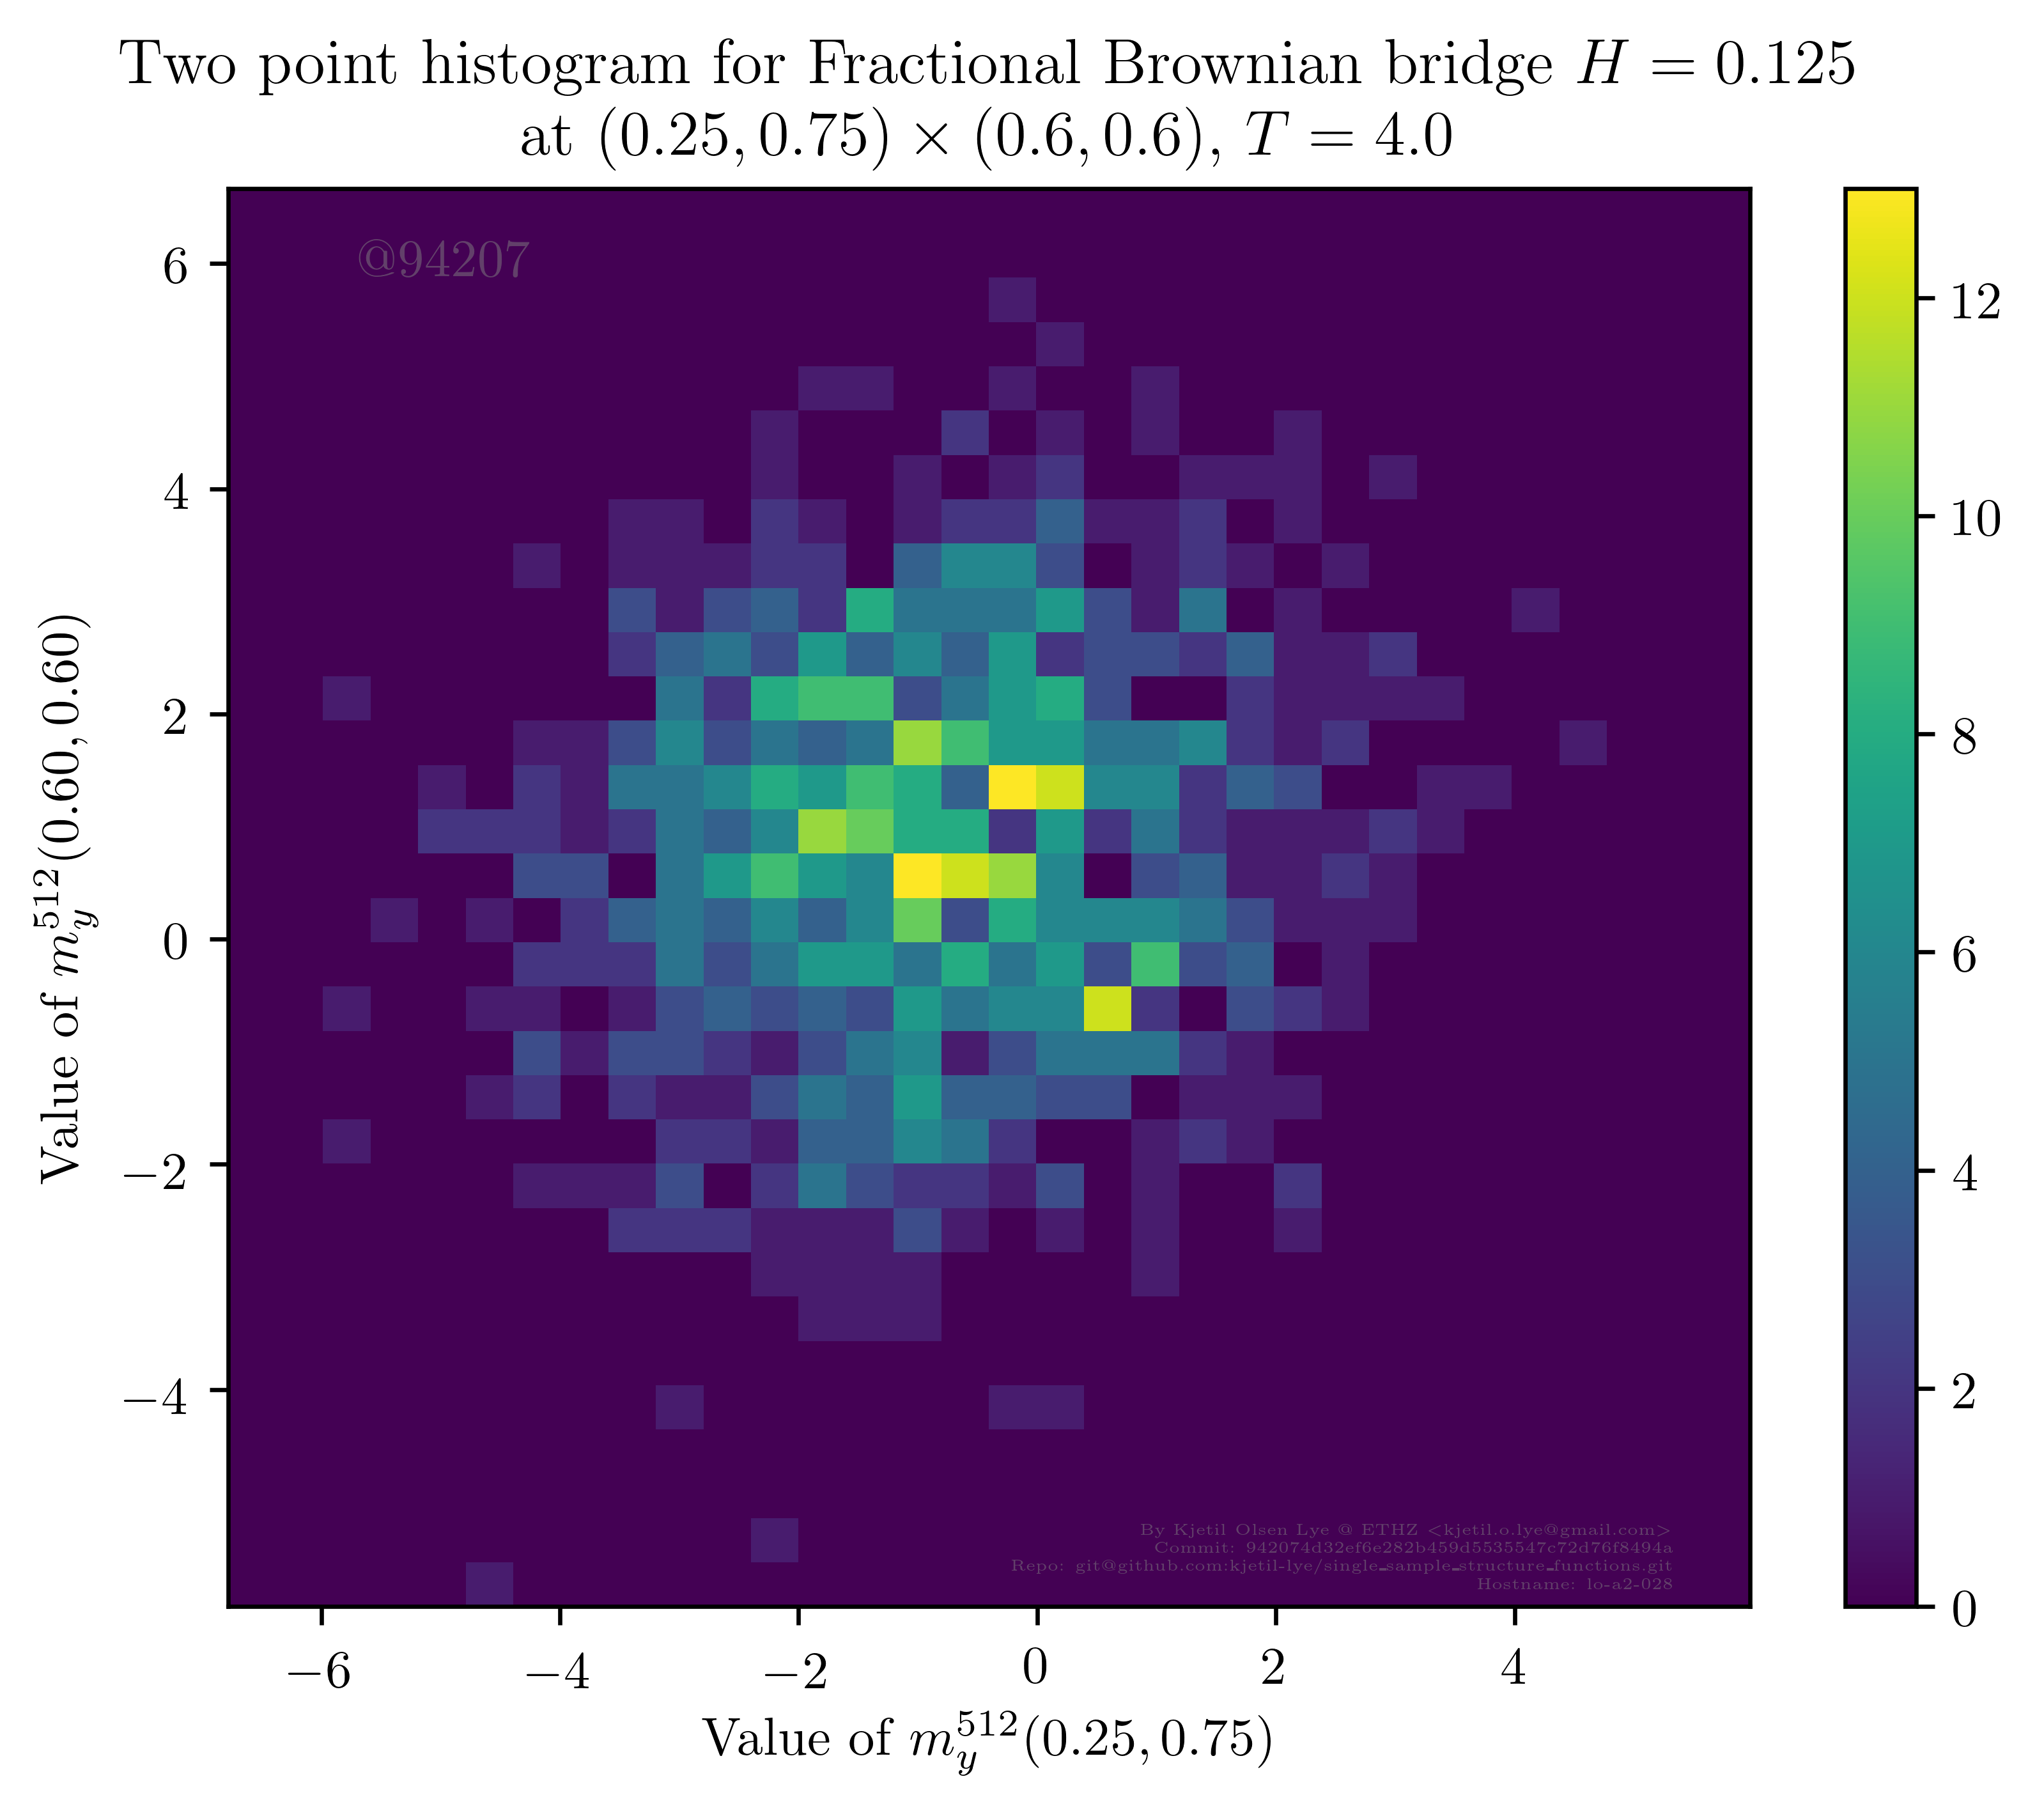 Two point histogram for Fractional Brownian bridge H = 0.125
at (0.25, 0.75) × (0.6, 0.6), T = 4.0
@94207
6
4
2
0
−2
−4
Value of m_y^512(0.60, 0.60)
−6
−4
−2
0
2
4
Value of m_y^512(0.25, 0.75)
12
10
8
6
4
2
0
By Kjetil Olsen Lye @ ETHZ <kjetil.o.lye@gmail.com>
Commit: 942074d32ef6e282b459d5535547c72d76f8494a
Repo: git@github.com:kjetil-lye/single_sample_structure_functions.git
Hostname: lo-a2-028